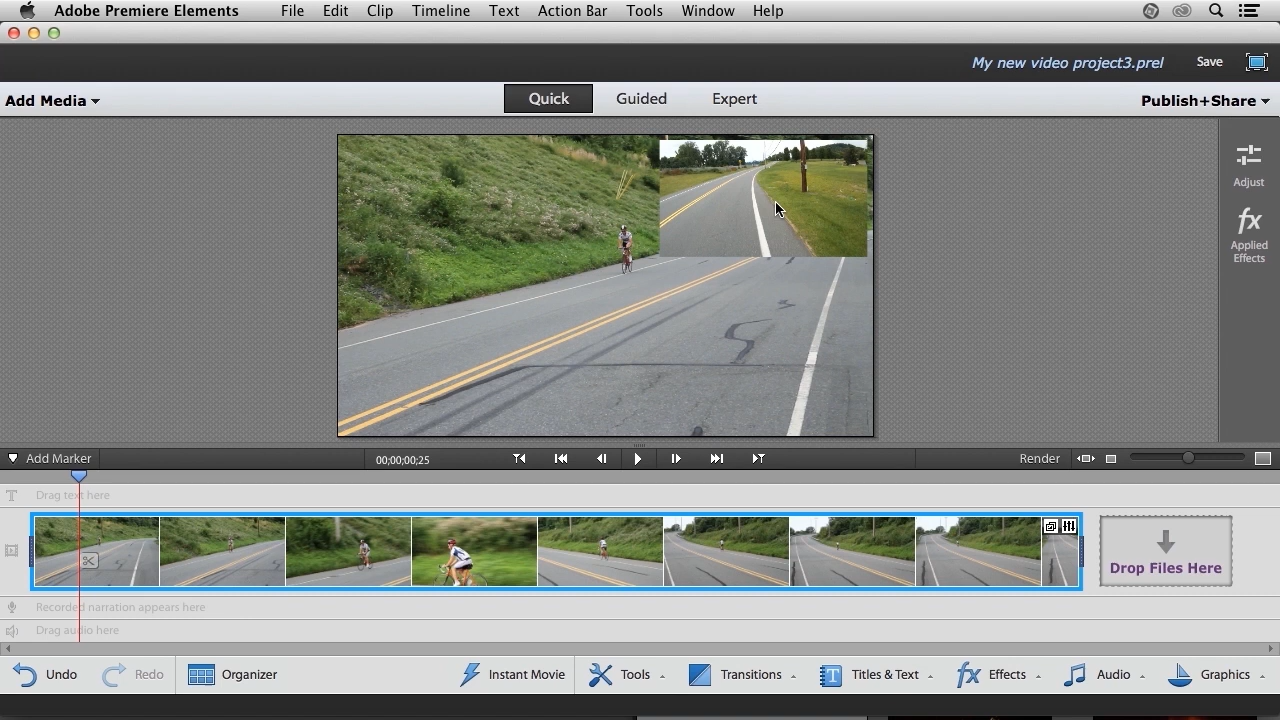 Adobe Premiere Elements File Edit Clip Timeline Text Action Bar Tools Window Help
My new video project3.prel Save
Add Media Quick Guided Expert Publish+Share
Adjust
fx
Applied Effects
Add Marker 00;00;00;25 Render
T Drag text here
Drop Files Here
Recorded narration appears here
Drag audio here
Undo Redo Organizer Instant Movie Tools Transitions T Titles & Text fx Effects Audio Graphics